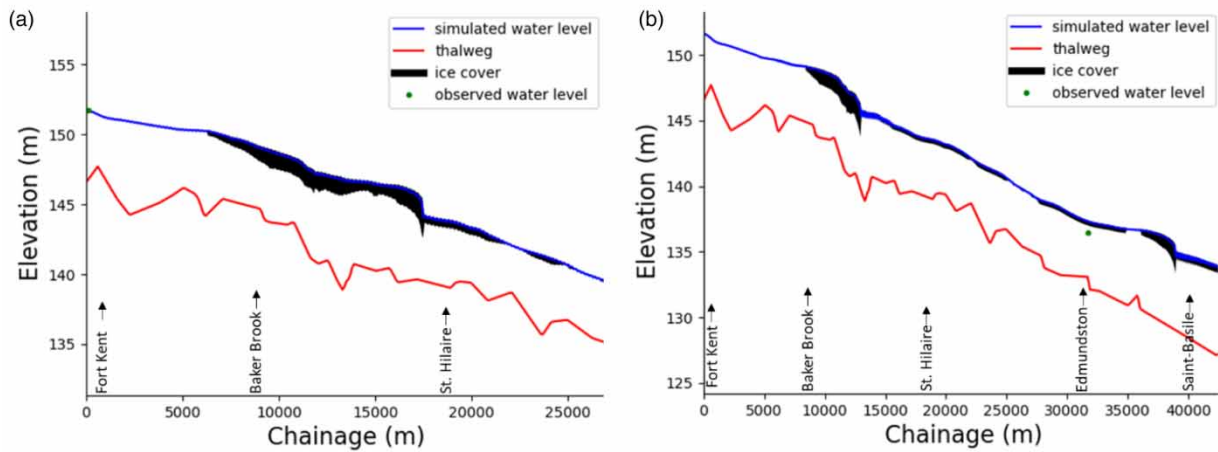 (a)
simulated water level
thalweg
ice cover
observed water level
155
150
145
140
135
Elevation (m)
Fort Kent
Baker Brook
St. Hilaire
0 5000 10000 15000 20000 25000
Chainage (m)
(b)
simulated water level
thalweg
ice cover
observed water level
150
145
140
135
130
125
Elevation (m)
Fort Kent
Baker Brook
St. Hilaire
Edmundston
Saint-Basile
0 5000 10000 15000 20000 25000 30000 35000 40000
Chainage (m)